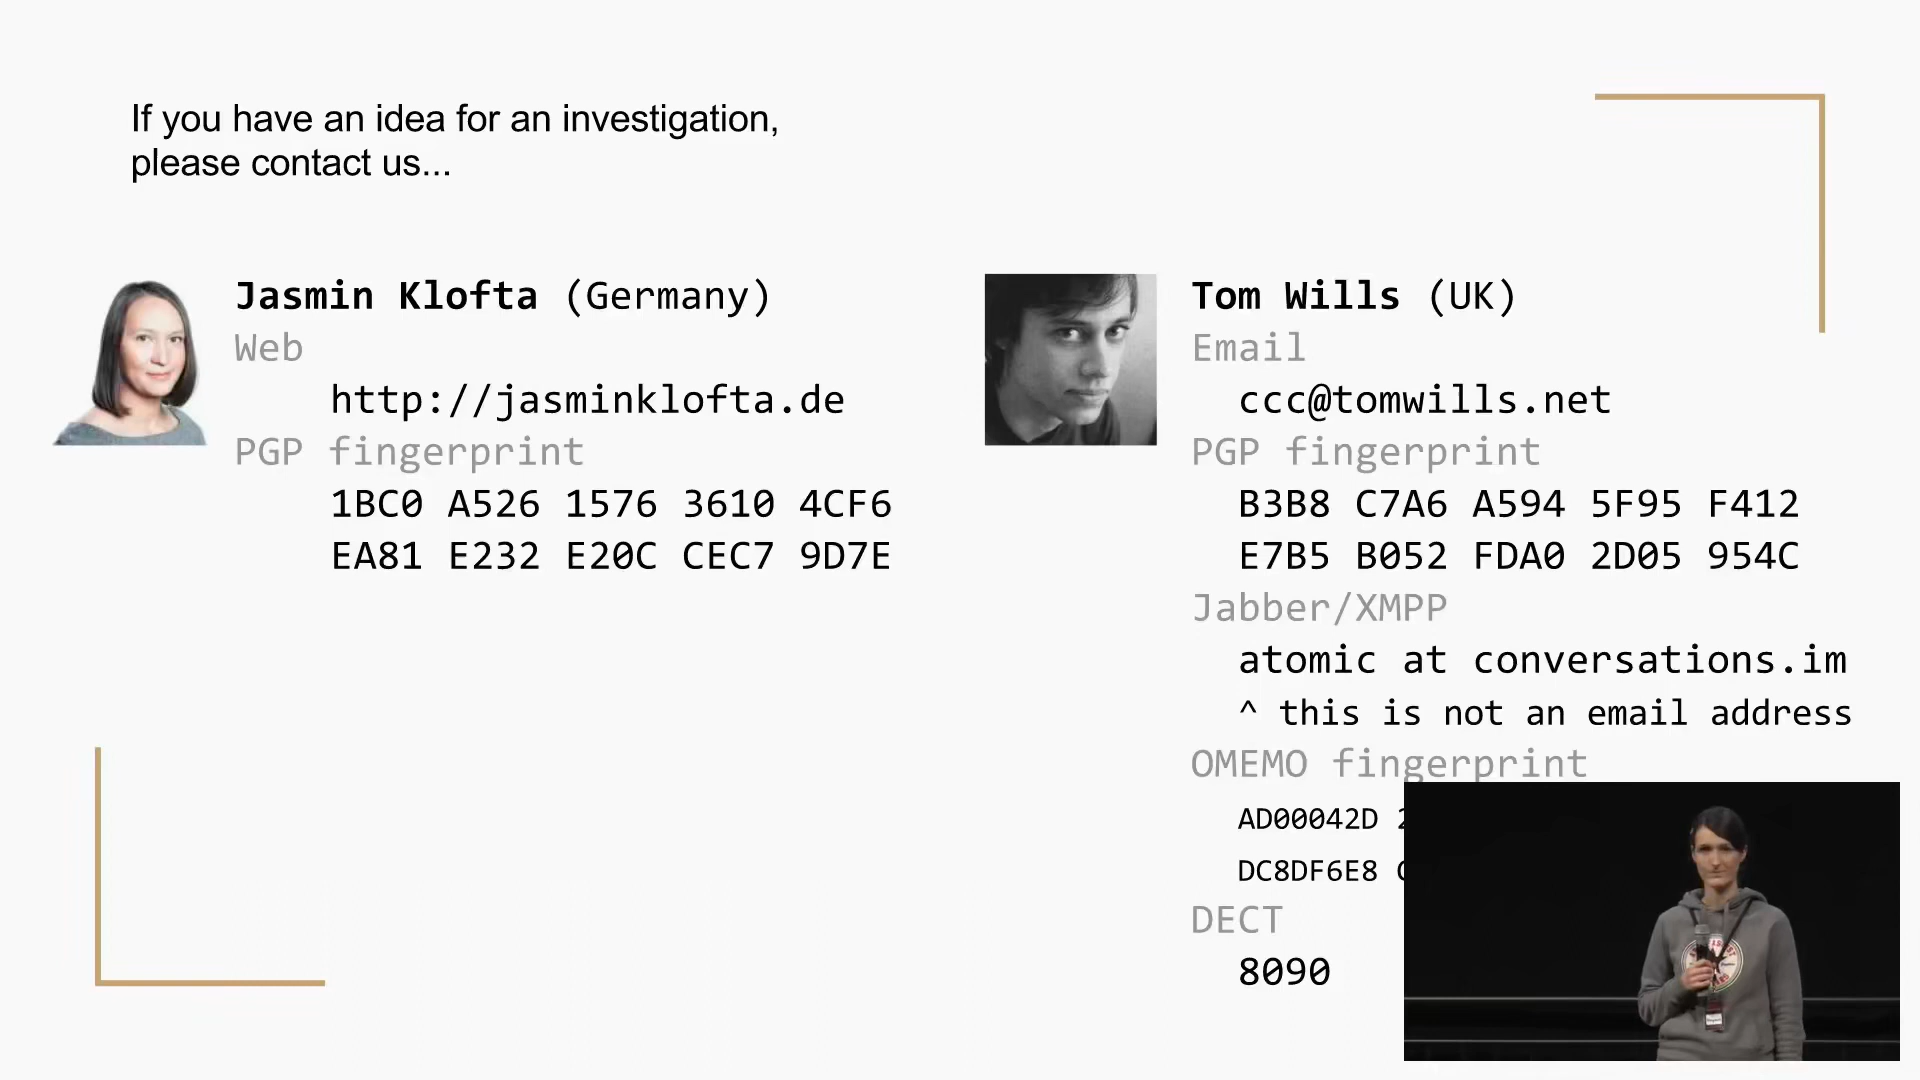 If you have an idea for an investigation,
please contact us...
Jasmin Klofta (Germany)
Web
http://jasminklofta.de
PGP fingerprint
1BC0 A526 1576 3610 4CF6
EA81 E232 E20C CEC7 9D7E
Tom Wills (UK)
Email
ccc@tomwills.net
PGP fingerprint
B3B8 C7A6 A594 5F95 F412
E7B5 B052 FDA0 2D05 954C
Jabber/XMPP
atomic at conversations.im
^ this is not an email address
OMEMO fingerprint
AD00042D
DC8DF6E8
DECT
8090